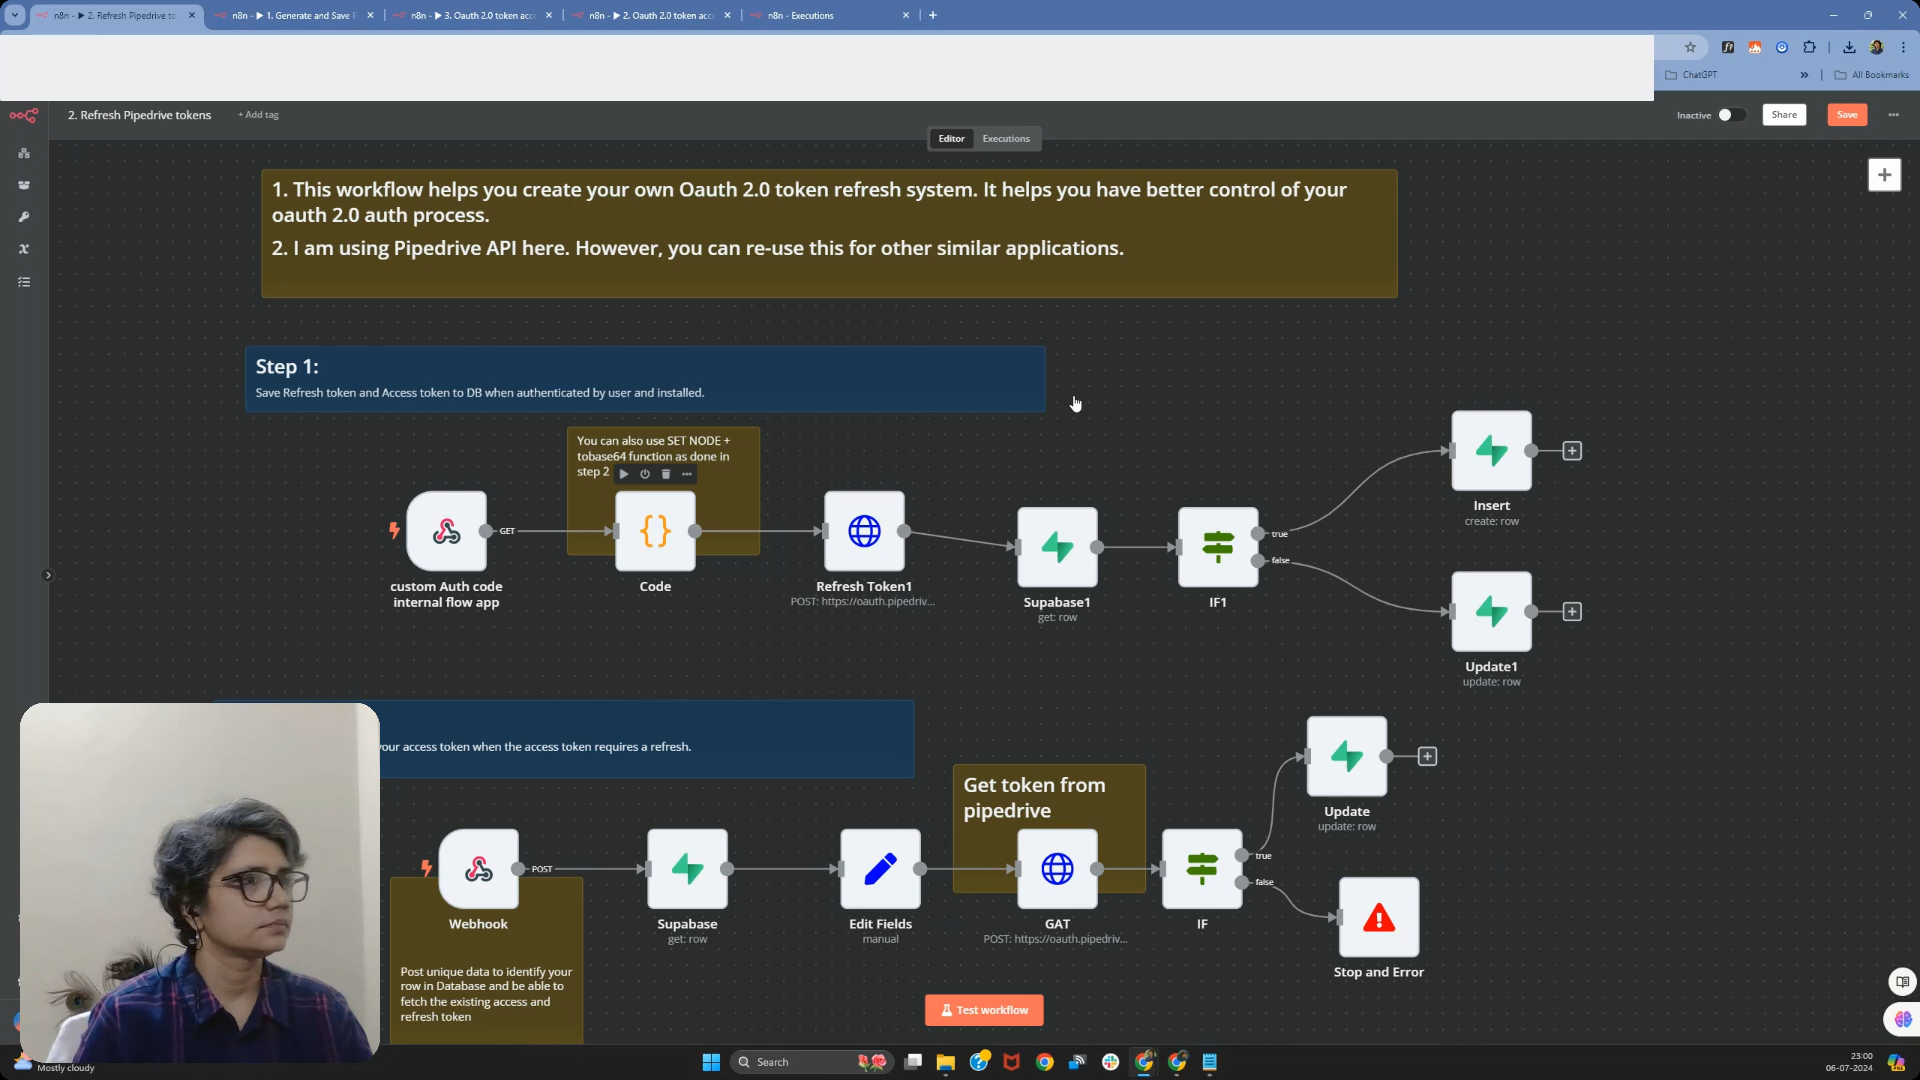 n8n - ▶ 2. Refresh Pipedrive to
n8n - ▶ 1. Generate and Save P
n8n - ▶ 3. Oauth 2.0 token acc
n8n - ▶ 2. Oauth 2.0 token acc
n8n - Executions
ChatGPT
All Bookmarks
2. Refresh Pipedrive tokens
+ Add tag
Inactive
Share
Save
Editor
Executions
1. This workflow helps you create your own Oauth 2.0 token refresh system. It helps you have better control of your
oauth 2.0 auth process.
2. I am using Pipedrive API here. However, you can re-use this for other similar applications.
Step 1:
Save Refresh token and Access token to DB when authenticated by user and installed.
You can also use SET NODE +
tobase64 function as done in
step 2
GET
custom Auth code
internal flow app
Code
Refresh Token1
POST: https://oauth.pipedriv...
Supabase1
get: row
true
false
IF1
Insert
create: row
Update1
update: row
your access token when the access token requires a refresh.
Get token from
pipedrive
POST
Webhook
Supabase
get: row
Edit Fields
manual
GAT
POST: https://oauth.pipedriv...
true
false
IF
Update
update: row
Stop and Error
Post unique data to identify your
row in Database and be able to
fetch the existing access and
refresh token
Test workflow
Mostly cloudy
Search
23:00
06-07-2024